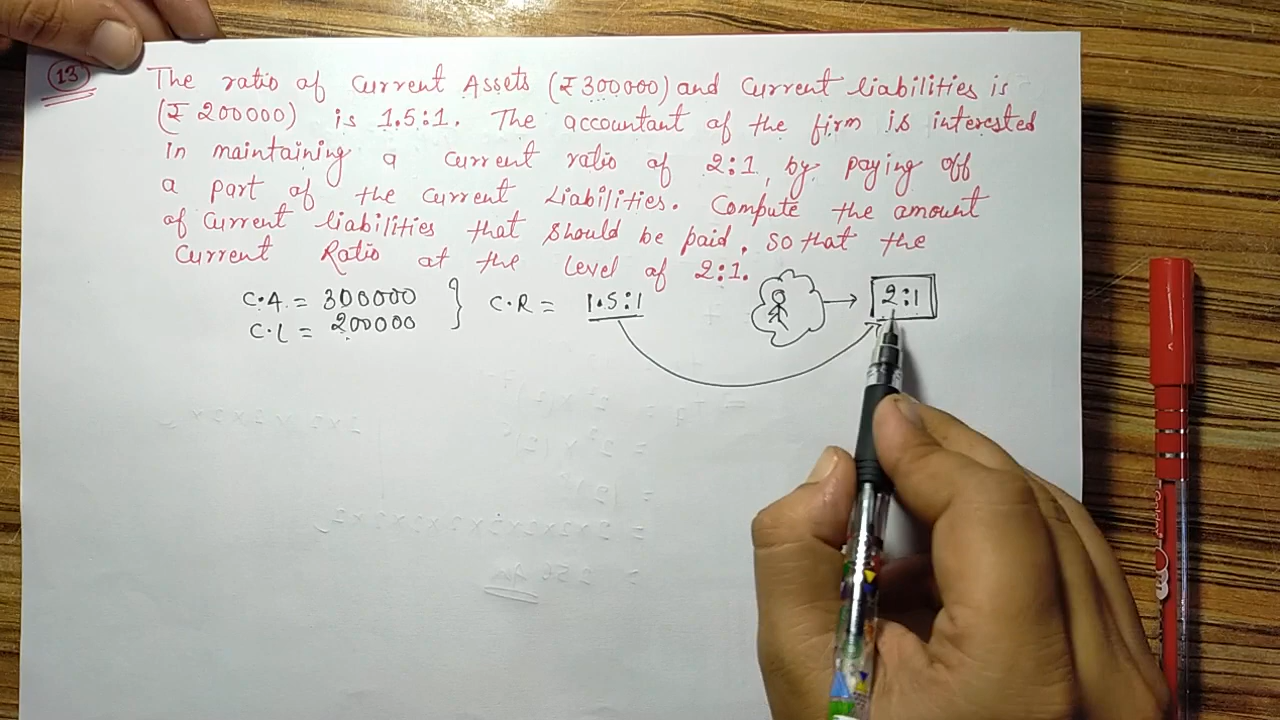 13
The ratio of Current Assets (₹ 300000) and Current liabilities is
(₹ 200000) is 1.5:1. The accountant of the firm is interested
in maintaining a current ratio of 2:1, by paying off
a part of the current Liabilities. Compute the amount
of Current liabilities that should be paid, so that the
Current Ratio at the level of 2:1.
C.A. = 300000
C.L = 200000
C.R = 1.5:1
2:1